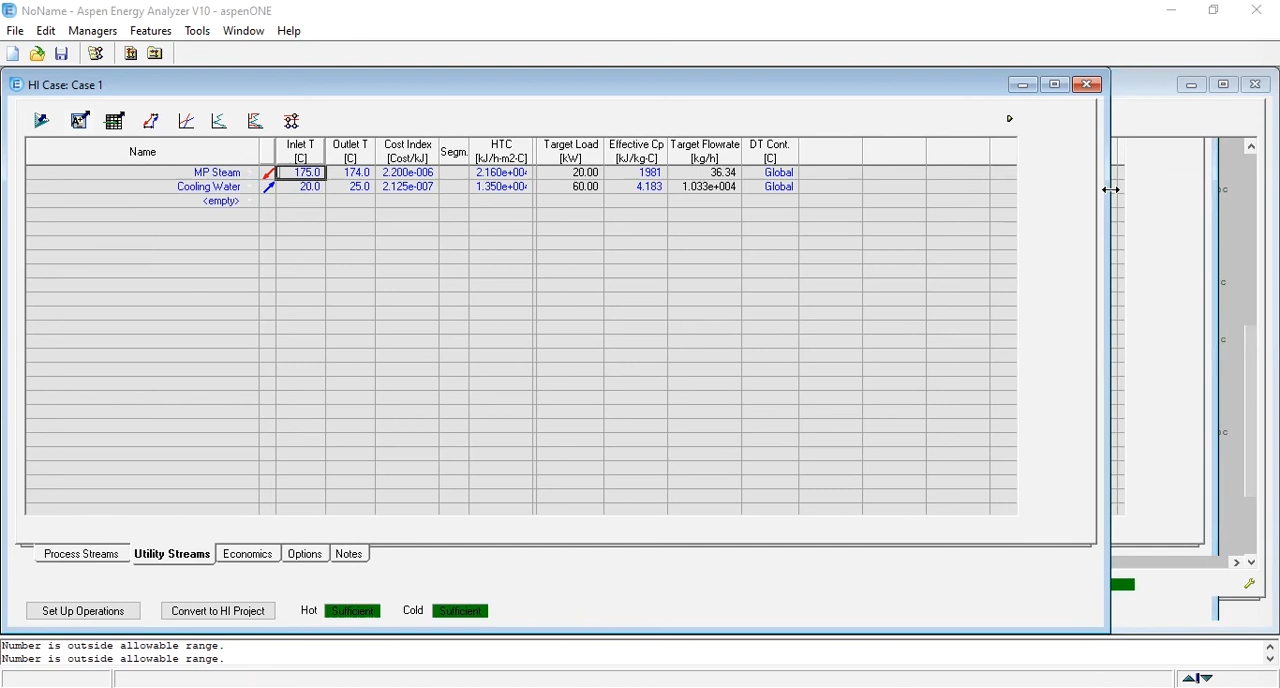 NoName - Aspen Energy Analyzer V10 - aspenONE
File Edit Managers Features Tools Window Help
HI Case: Case 1
Name Inlet T [C] Outlet T [C] Cost Index [Cost/kJ] Segm. HTC [kJ/h-m2-C] Target Load [kW] Effective Cp [kJ/kg-C] Target Flowrate [kg/h] DT Cont. [C]
MP Steam 175.0 174.0 2.200e-006 2.160e+00 20.00 1981 36.34 Global
Cooling Water 20.0 25.0 2.125e-007 1.350e+00 60.00 4.183 1.033e+004 Global
<empty>
C
C
C
C
Process Streams Utility Streams Economics Options Notes
Set Up Operations Convert to HI Project Hot Sufficient Cold Sufficient
Number is outside allowable range.
Number is outside allowable range.